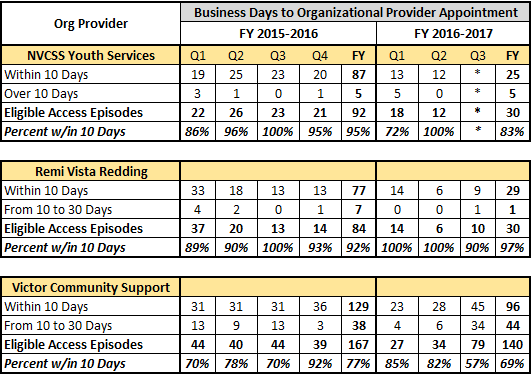 Org Provider Business Days to Organizational Provider Appointment
FY 2015-2016 FY 2016-2017
NVCSS Youth Services Q1 Q2 Q3 Q4 FY Q1 Q2 Q3 FY
Within 10 Days 19 25 23 20 87 13 12 * 25
Over 10 Days 3 1 0 1 5 5 0 * 5
Eligible Access Episodes 22 26 23 21 92 18 12 * 30
Percent w/in 10 Days 86% 96% 100% 95% 95% 72% 100% * 83%
Remi Vista Redding
Within 10 Days 33 18 13 13 77 14 6 9 29
From 10 to 30 Days 4 2 0 1 7 0 0 1 1
Eligible Access Episodes 37 20 13 14 84 14 6 10 30
Percent w/in 10 Days 89% 90% 100% 93% 92% 100% 100% 90% 97%
Victor Community Support
Within 10 Days 31 31 31 36 129 23 28 45 96
From 10 to 30 Days 13 9 13 3 38 4 6 34 44
Eligible Access Episodes 44 40 44 39 167 27 34 79 140
Percent w/in 10 Days 70% 78% 70% 92% 77% 85% 82% 57% 69%